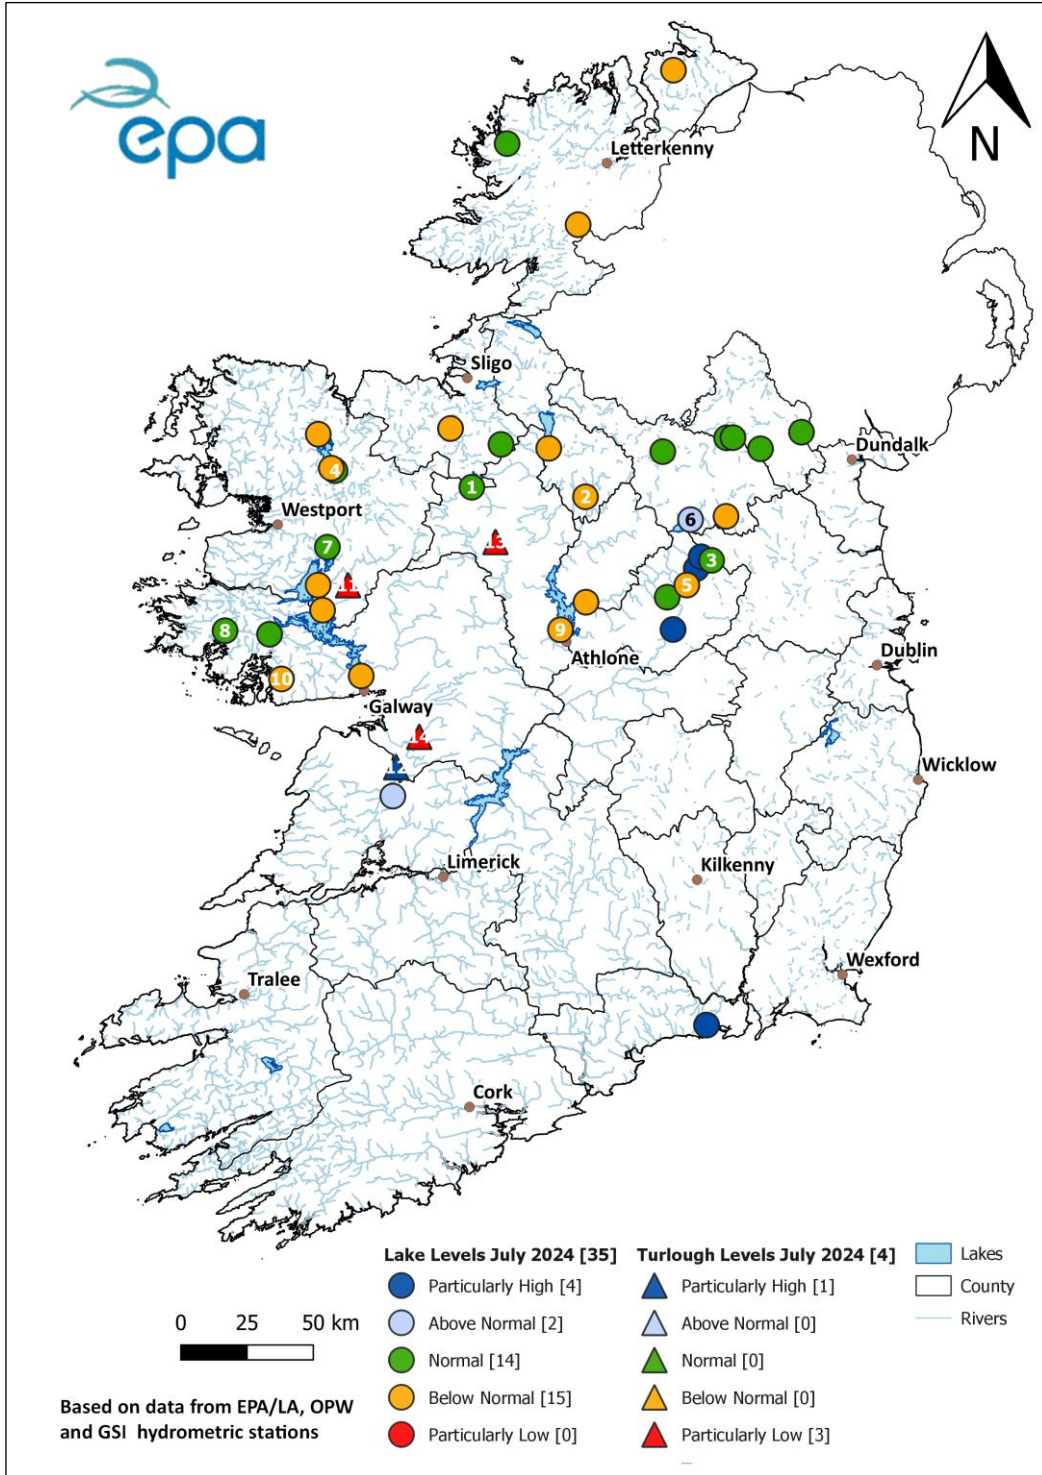 epa
N
Letterkenny
Sligo
Dundalk
4
1
2
Westport
6
13
7
3
11
5
8
9
Athlone
Dublin
10
Galway
14
12
Wicklow
Limerick
Kilkenny
Wexford
Tralee
Cork
Lake Levels July 2024 [35]
Particularly High [4]
Above Normal [2]
Normal [14]
Below Normal [15]
Particularly Low [0]
Turlough Levels July 2024 [4]
Particularly High [1]
Above Normal [0]
Normal [0]
Below Normal [0]
Particularly Low [3]
Lakes
County
Rivers
0 25 50 km
Based on data from EPA/LA, OPW
and GSI hydrometric stations